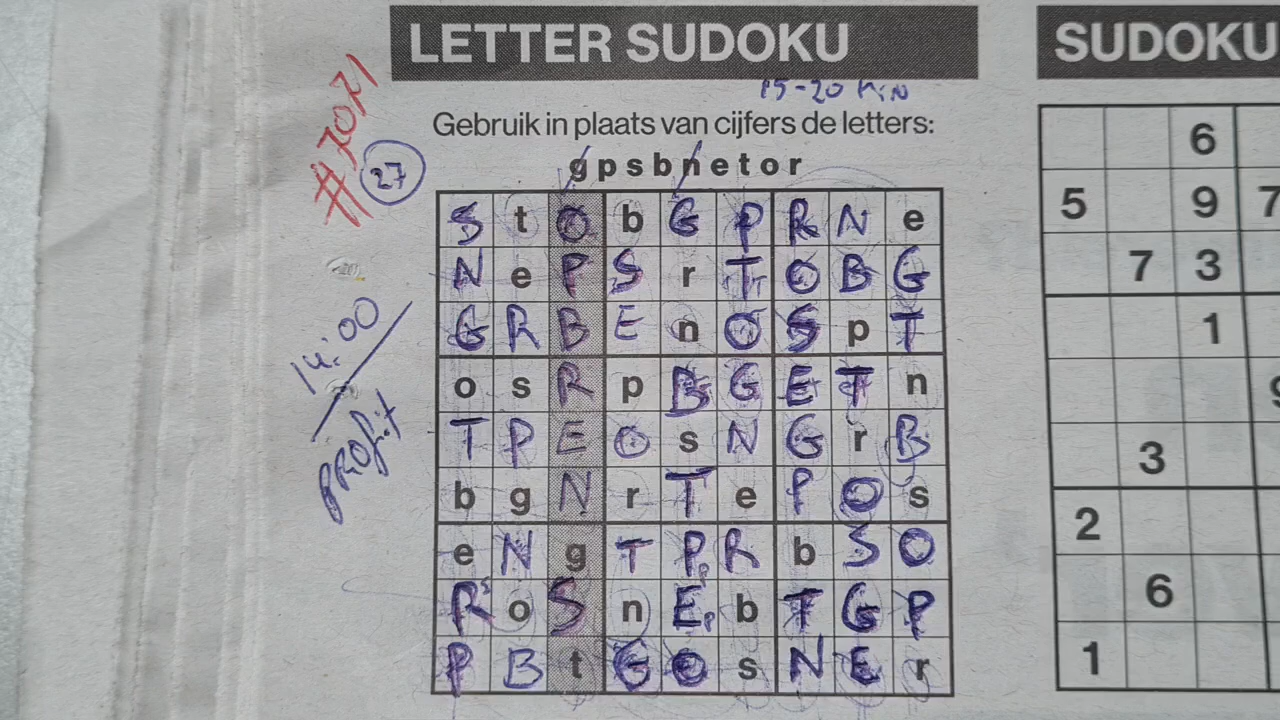 LETTER SUDOKU
SUDOKU
#7071
15-20 MiN
Gebruik in plaats van cijfers de letters:
27
g p s b n e t o r
S t O b G P R N e
N e P S r T O B G
G R B E n O S p T
o s R p B G E T n
T P E O s N G r B
b g N r T e P O s
e N g T P R b S O
R o S n E b T G P
P B t G O s N E r
14:00
PROfit
6
5 9 7
7 3
1
3
2
6
1